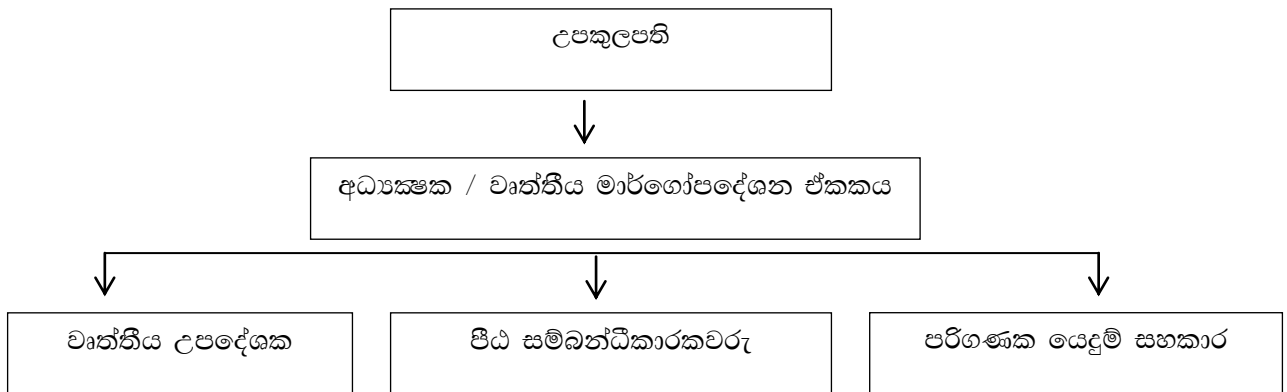 උපකුලපති
අධ්‍යක්ෂක / වෘත්තීය මාර්ගෝපදේශන ඒකකය
වෘත්තීය උපදේශක
පීඨ සම්බන්ධීකාරකවරු
පරිගණක යෙදුම් සහකාර